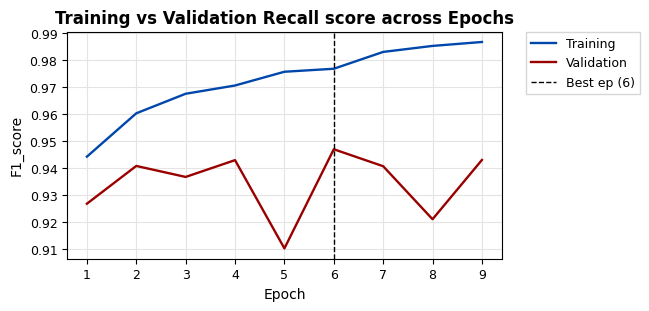 Training vs Validation Recall score across Epochs
F1_score
0.99
0.98
0.97
0.96
0.95
0.94
0.93
0.92
0.91
1 2 3 4 5 6 7 8 9
Epoch
Training
Validation
Best ep (6)